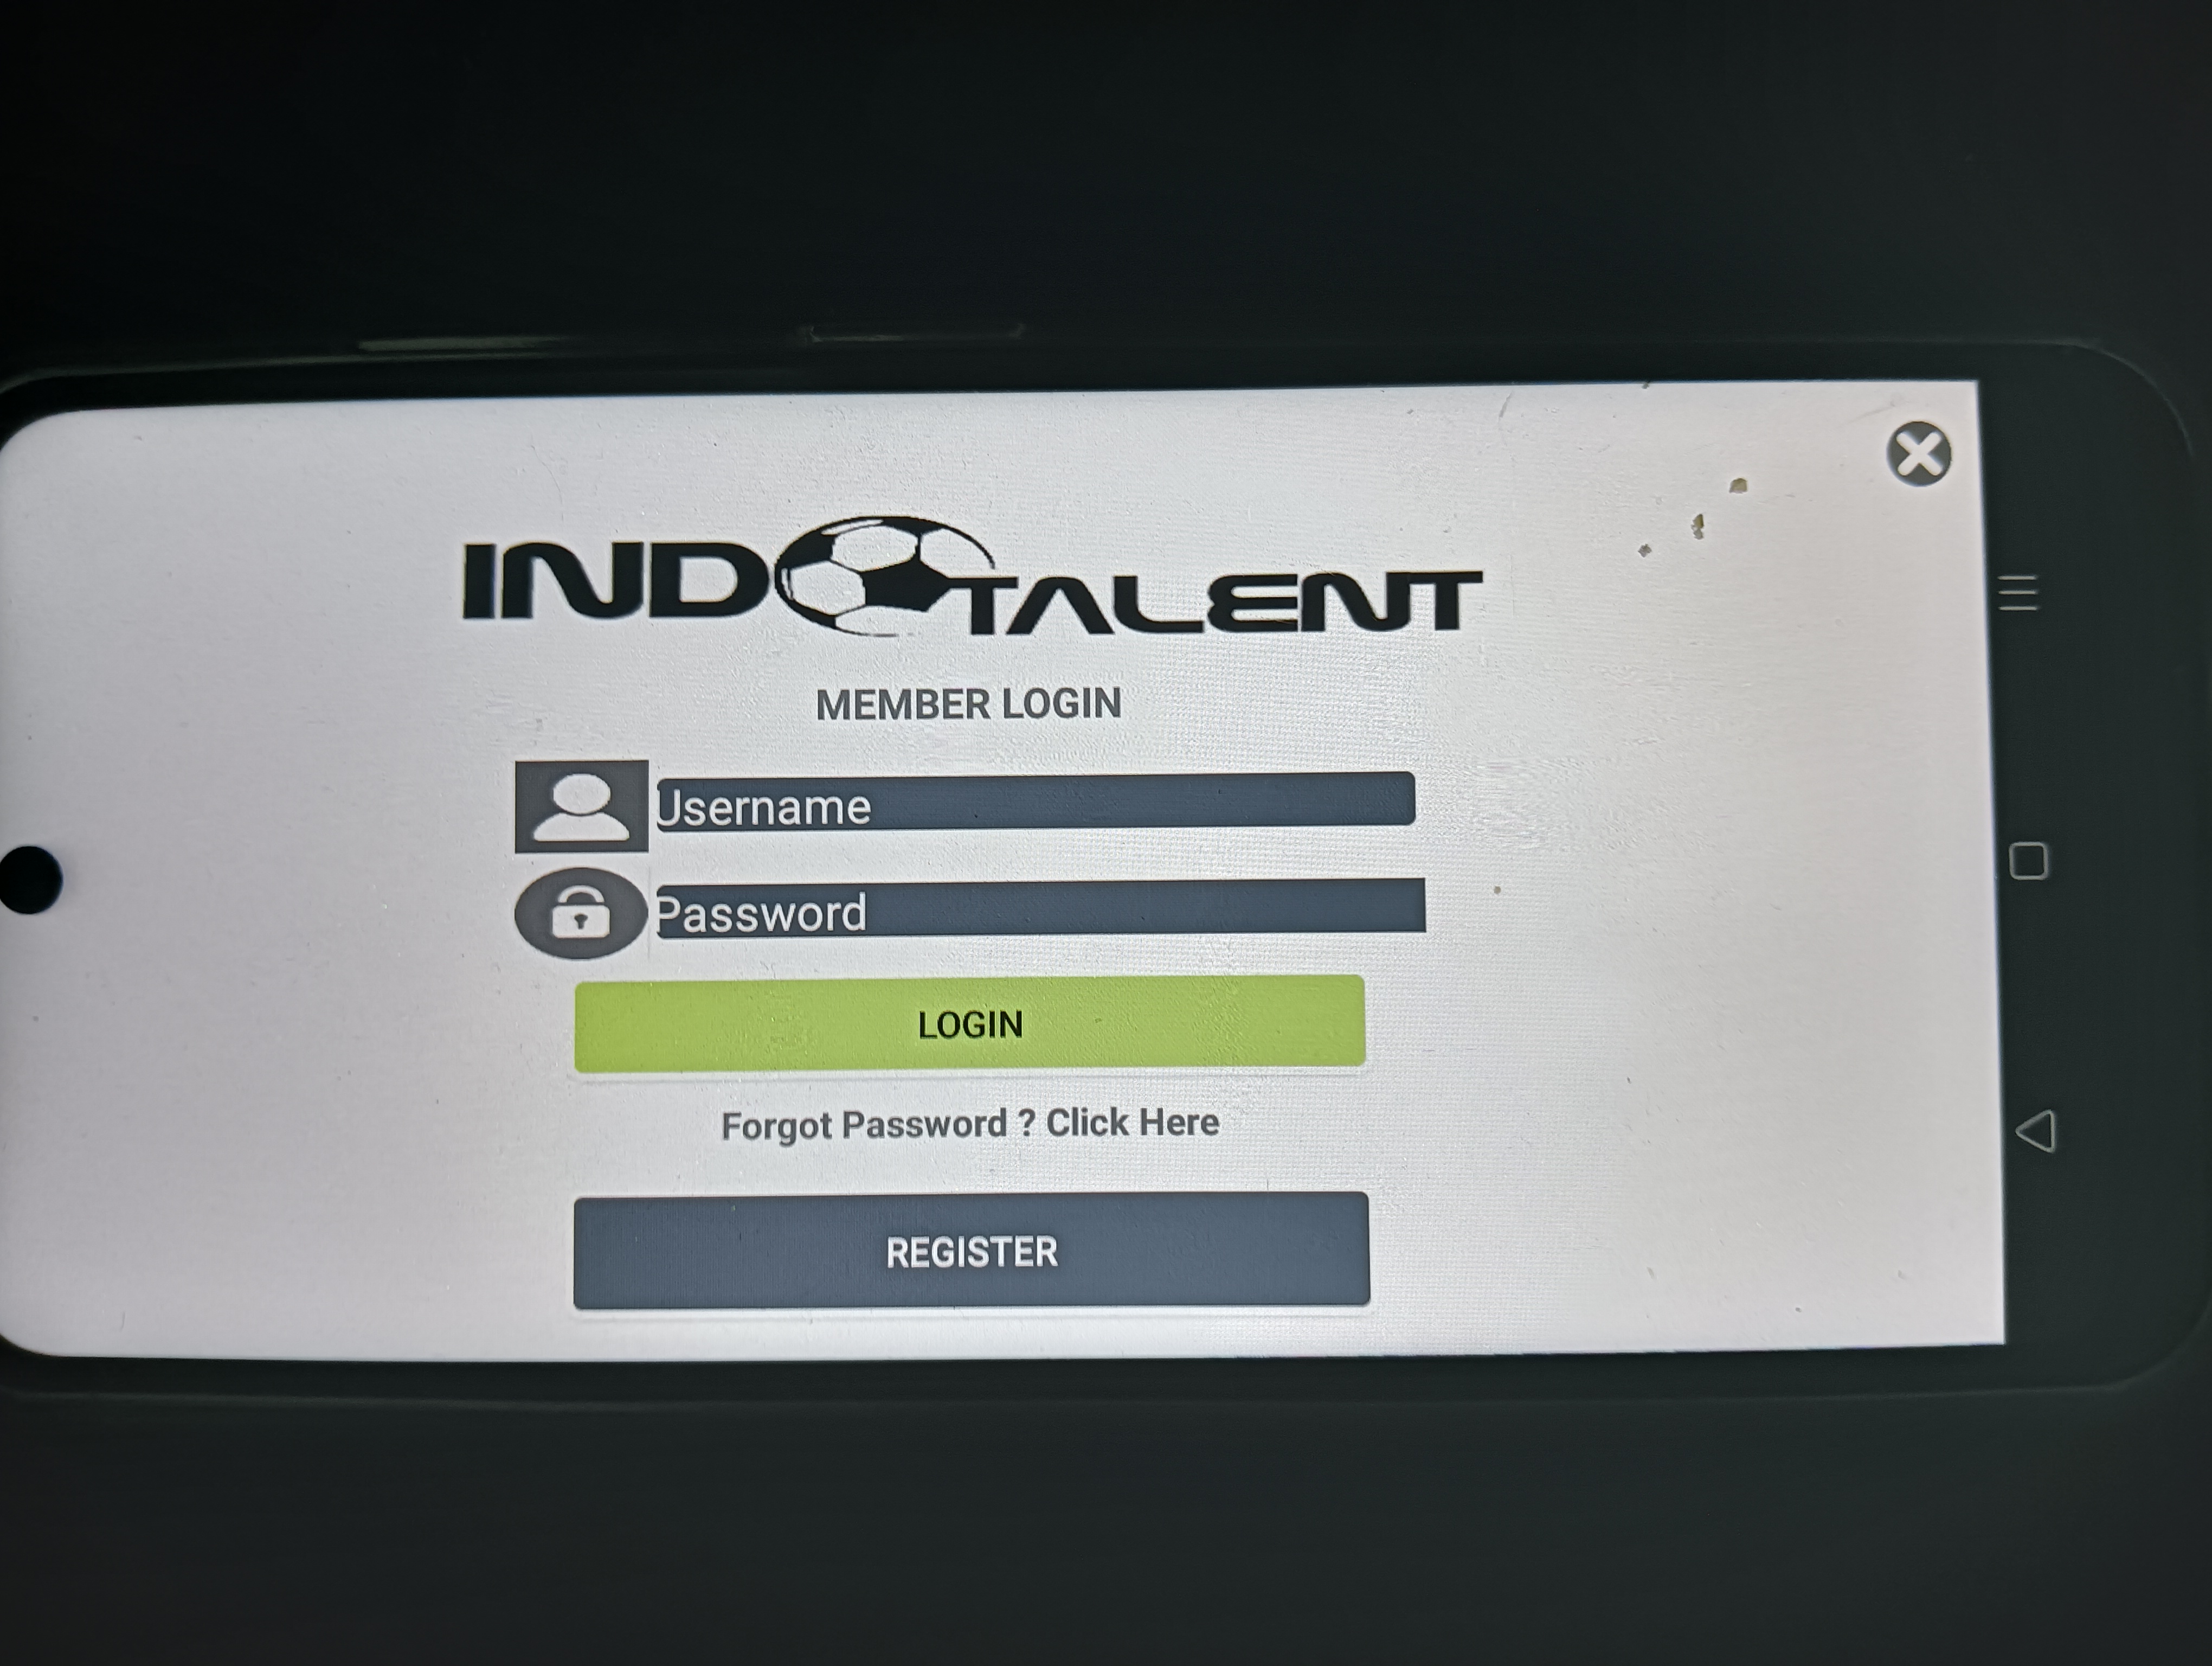 INDOTALENT
MEMBER LOGIN
Username
Password
LOGIN
Forgot Password ? Click Here
REGISTER